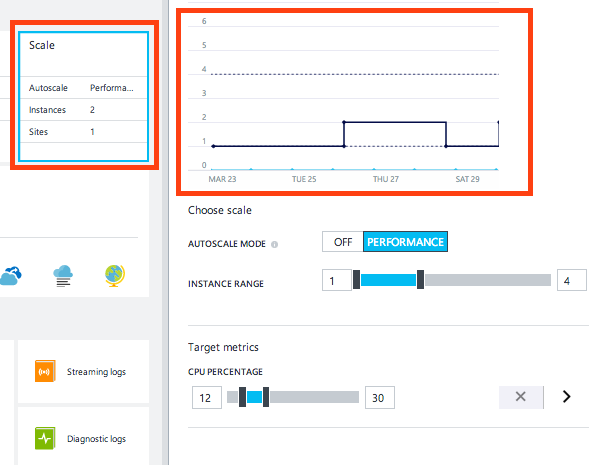 Scale
Autoscale Performa...
Instances 2
Sites 1
Streaming logs
Diagnostic logs
6
5
4
3
2
1
0
MAR 23 TUE 25 THU 27 SAT 29
Choose scale
AUTOSCALE MODE OFF PERFORMANCE
INSTANCE RANGE 1 4
Target metrics
CPU PERCENTAGE
12 30